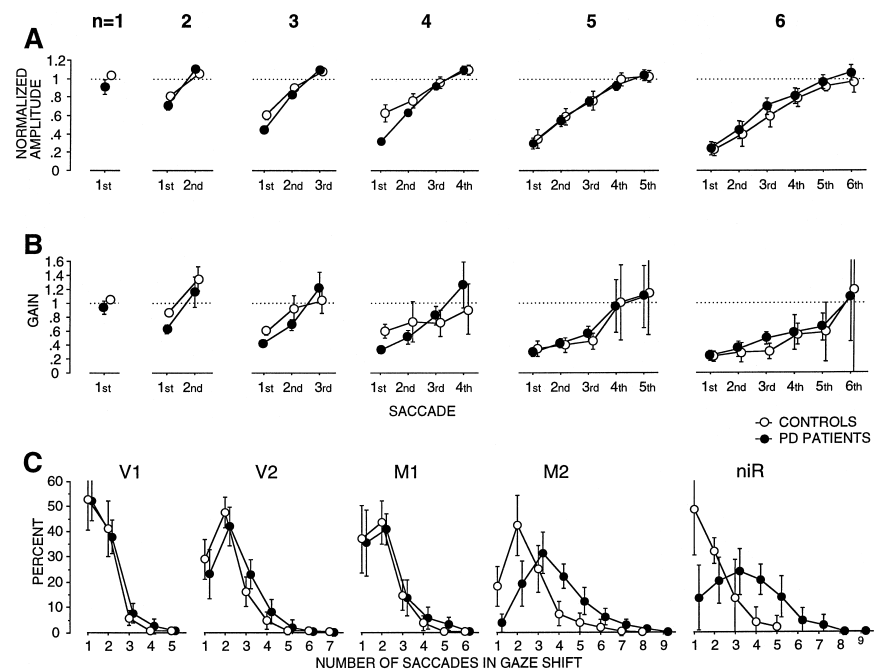 n=1 2 3 4 5 6
A
NORMALIZED
AMPLITUDE
1.2
1
.8
.6
.4
.2
0
1st 1st 2nd 1st 2nd 3rd 1st 2nd 3rd 4th 1st 2nd 3rd 4th 5th 1st 2nd 3rd 4th 5th 6th
B
GAIN
1.6
1.4
1.2
1
.8
.6
.4
.2
0
1st 1st 2nd 1st 2nd 3rd 1st 2nd 3rd 4th 1st 2nd 3rd 4th 5th 1st 2nd 3rd 4th 5th 6th
SACCADE
CONTROLS
PD PATIENTS
C
V1 V2 M1 M2 niR
PERCENT
60
50
40
30
20
10
0
1 2 3 4 5 1 2 3 4 5 6 7 1 2 3 4 5 6 1 2 3 4 5 6 7 8 9 1 2 3 4 5 6 7 8 9
NUMBER OF SACCADES IN GAZE SHIFT